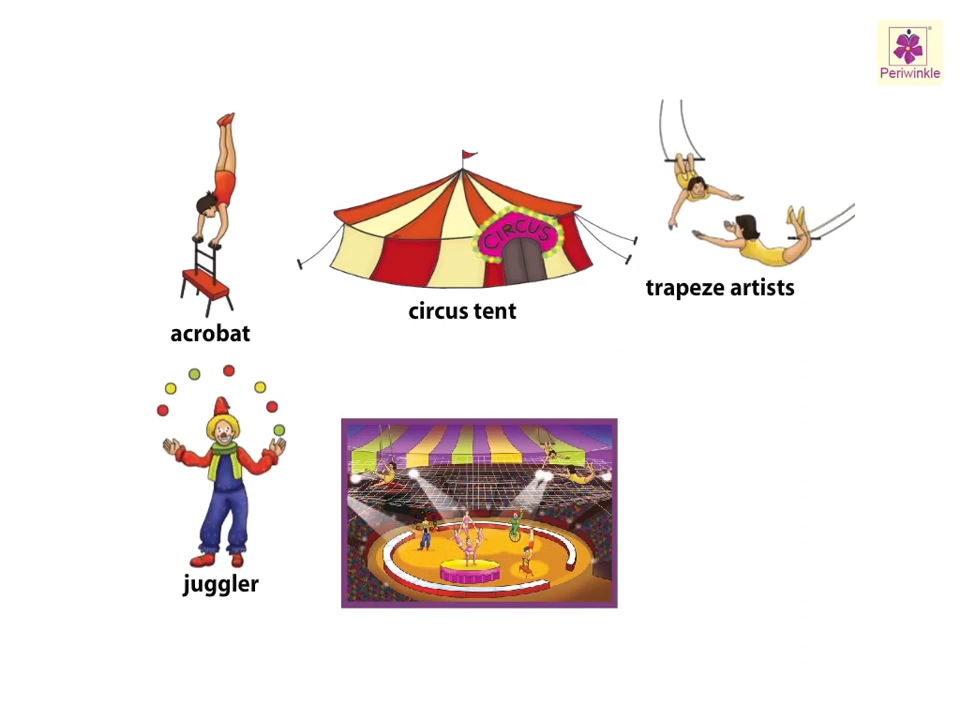 Periwinkle
CIRCUS
trapeze artists
circus tent
acrobat
juggler